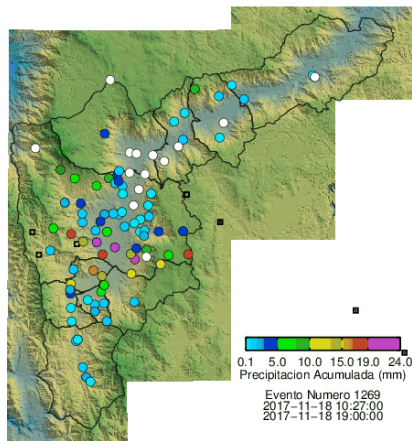 0.1 5.0 10.0 15.0 19.0 24.0
Precipitacion Acumulada (mm)
Evento Numero 1269
2017-11-18 10:27:00
2017-11-18 19:00:00